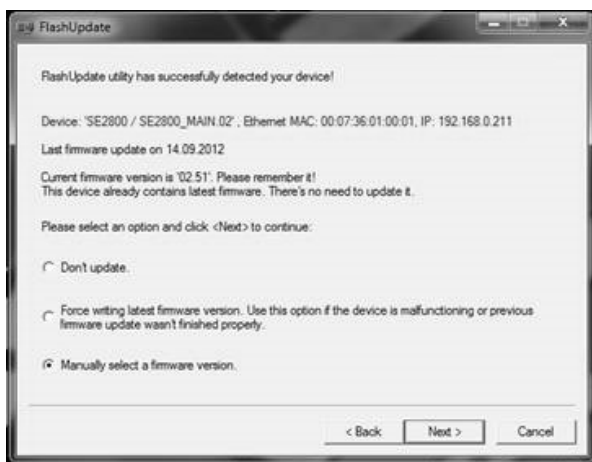 FlashUpdate
FlashUpdate utility has successfully detected your device!
Device: 'SE2800 / SE2800_MAIN.02' , Ethernet MAC: 00:07:36:01:00:01, IP: 192.168.0.211
Last firmware update on 14.09.2012
Current firmware version is '02.51'. Please remember it!
This device already contains latest firmware. There's no need to update it.
Please select an option and click <Next> to continue:
Don't update.
Force writing latest firmware version. Use this option if the device is malfunctioning or previous
firmware update wasn't finished properly.
Manually select a firmware version.
< Back
Next >
Cancel